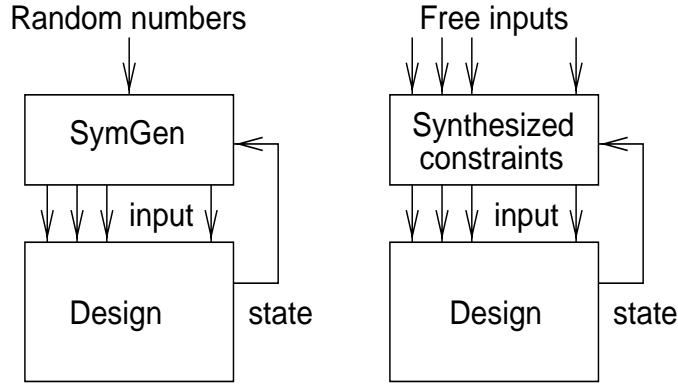 Random numbers
SymGen
input
Design
state
Free inputs
Synthesized
constraints
input
Design
state